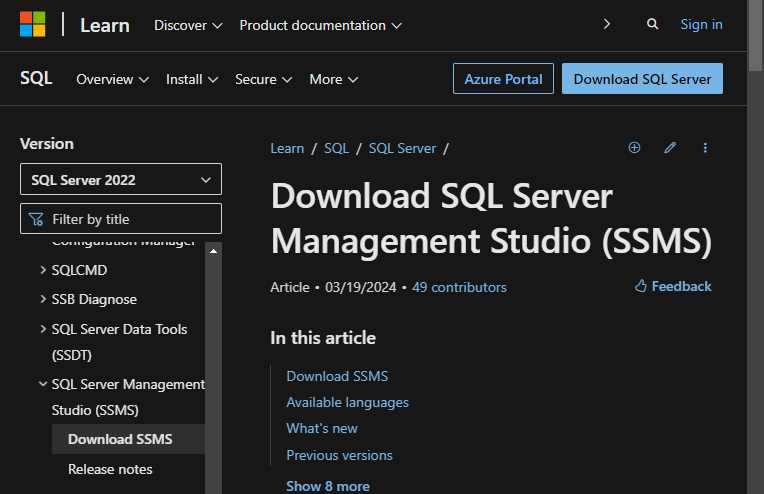 Learn Discover Product documentation Sign in
SQL Overview Install Secure More Azure Portal Download SQL Server
Version
SQL Server 2022
Filter by title
Configuration Manager
SQLCMD
SSB Diagnose
SQL Server Data Tools
(SSDT)
SQL Server Management
Studio (SSMS)
Download SSMS
Release notes
Learn / SQL / SQL Server /
Download SQL Server
Management Studio (SSMS)
Article • 03/19/2024 • 49 contributors
Feedback
In this article
Download SSMS
Available languages
What's new
Previous versions
Show 8 more